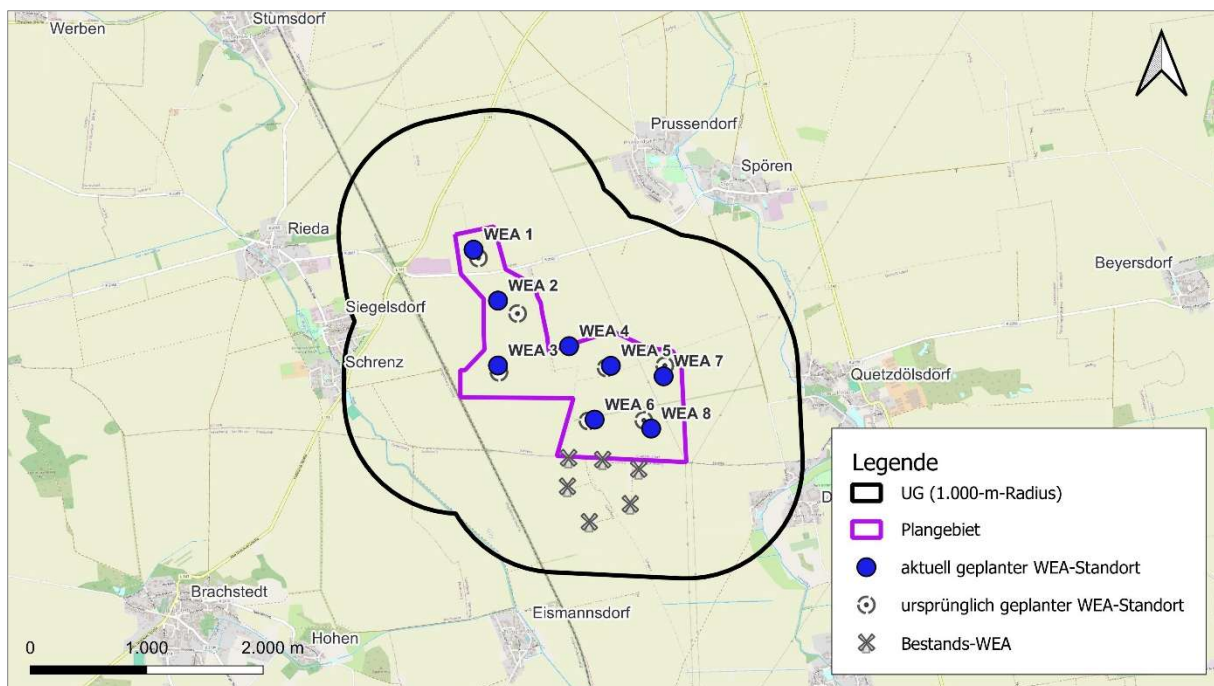 Stumsdorf
Werben
Prussendorf
Spören
Rieda
WEA 1
Beyersdorf
WEA 2
Siegelsdorf
WEA 4
Schrenz
WEA 3
WEA 5
WEA 7
Quetzdölsdorf
WEA 6
WEA 8
Legende
UG (1.000-m-Radius)
D
Plangebiet
aktuell geplanter WEA-Standort
Brachstedt
Eismannsdorf
ursprünglich geplanter WEA-Standort
Hohen
Bestands-WEA
0 1.000 2.000 m